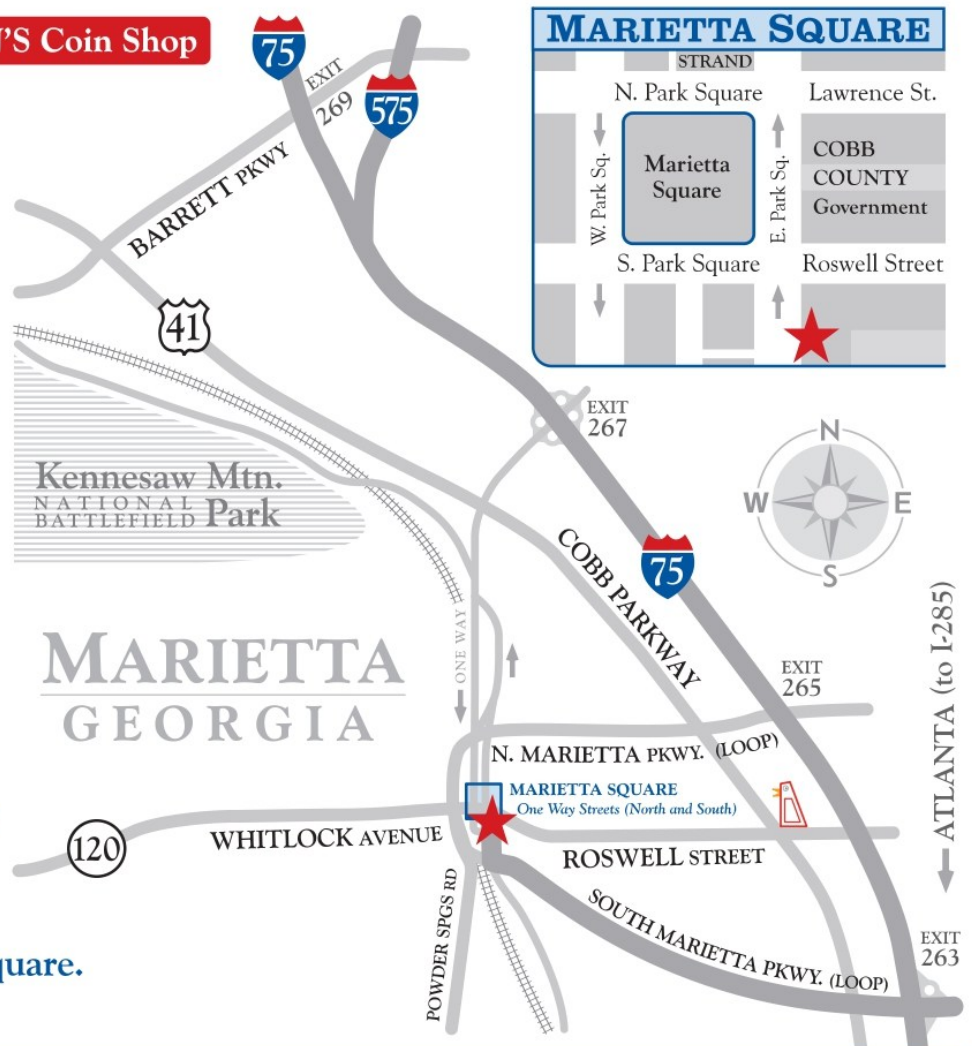 'S Coin Shop
75
575
EXIT
269
BARRETT PKWY
MARIETTA SQUARE
STRAND
N. Park Square
Lawrence St.
W. Park Sq.
Marietta
Square
E. Park Sq.
COBB
COUNTY
Government
S. Park Square
Roswell Street
41
EXIT
267
Kennesaw Mtn.
NATIONAL
BATTLEFIELD Park
N
W
E
S
COBB PARKWAY
75
MARIETTA
GEORGIA
ONE WAY
EXIT
265
ATLANTA (to I-285)
N. MARIETTA PKWY. (LOOP)
MARIETTA SQUARE
One Way Streets (North and South)
120
WHITLOCK AVENUE
ROSWELL STREET
POWDER SPGS RD
SOUTH MARIETTA PKWY. (LOOP)
EXIT
263
quare.